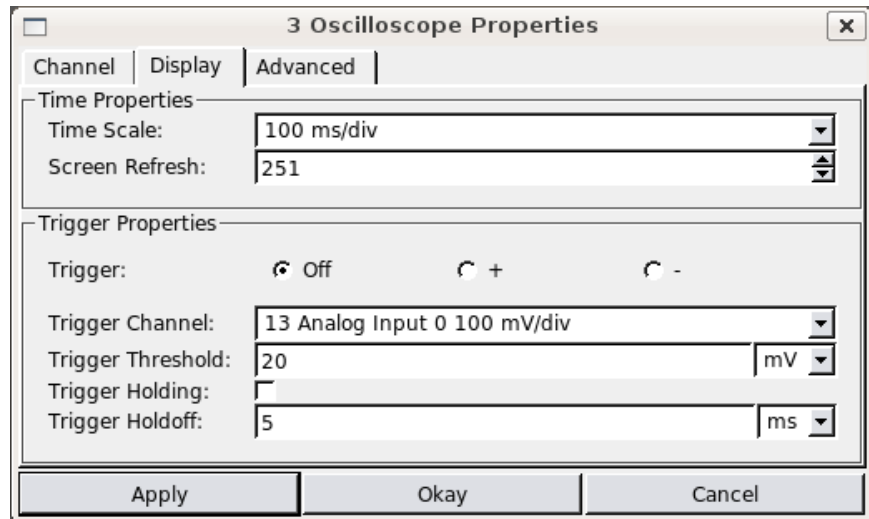 3 Oscilloscope Properties
Channel Display Advanced
Time Properties
Time Scale: 100 ms/div
Screen Refresh: 251
Trigger Properties
Trigger: Off + -
Trigger Channel: 13 Analog Input 0 100 mV/div
Trigger Threshold: 20 mV
Trigger Holding:
Trigger Holdoff: 5 ms
Apply Okay Cancel